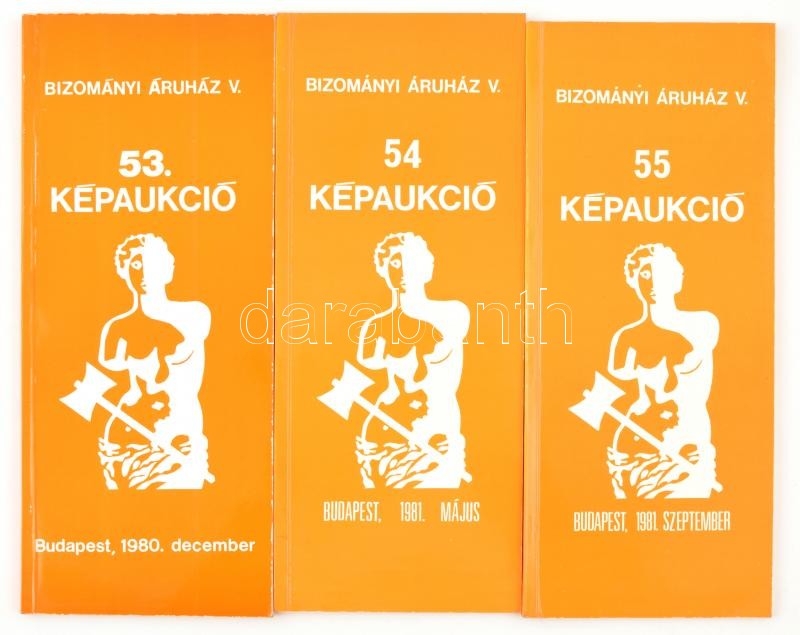 BIZOMÁNYI ÁRUHÁZ V.
53.
KÉPAUKCIÓ
Budapest, 1980. december
BIZOMÁNYI ÁRUHÁZ V.
54
KÉPAUKCIÓ
BUDAPEST, 1981. MÁJUS
BIZOMÁNYI ÁRUHÁZ V.
55
KÉPAUKCIÓ
BUDAPEST, 1981. SZEPTEMBER
darabanth